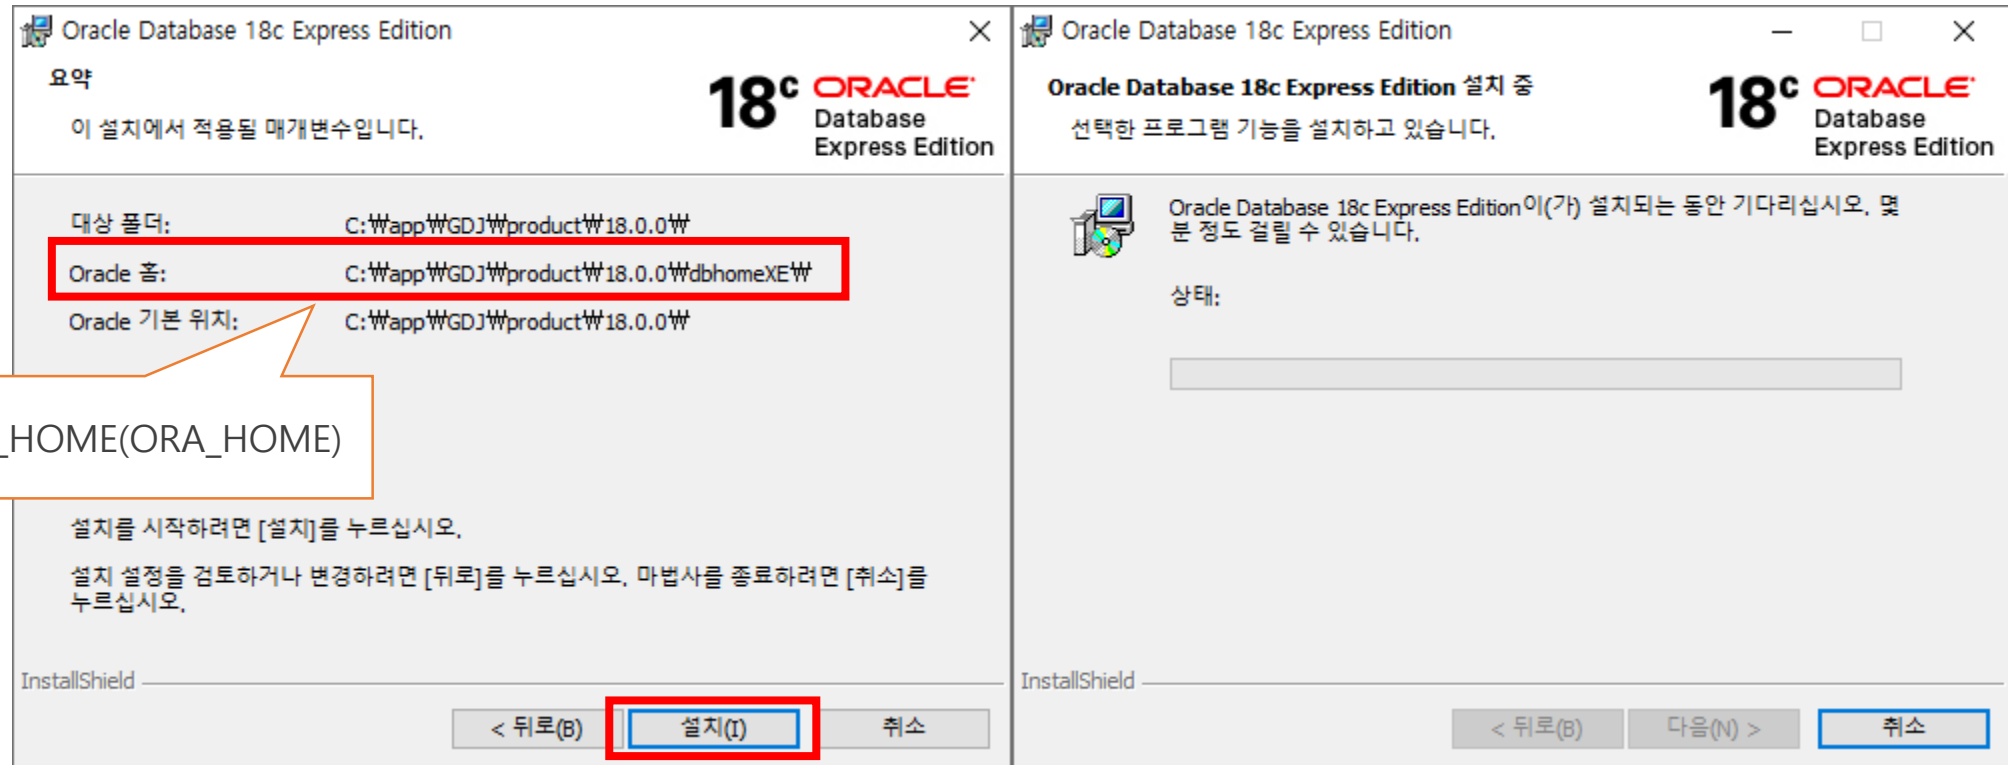 Oracle Database 18c Express Edition
요약
이 설치에서 적용될 매개변수입니다.
18c ORACLE
Database
Express Edition
대상 폴더: C:₩app₩GDJ₩product₩18.0.0₩
Oracle 홈: C:₩app₩GDJ₩product₩18.0.0₩dbhomeXE₩
Oracle 기본 위치: C:₩app₩GDJ₩product₩18.0.0₩
_HOME(ORA_HOME)
설치를 시작하려면 [설치]를 누르십시오.
설치 설정을 검토하거나 변경하려면 [뒤로]를 누르십시오. 마법사를 종료하려면 [취소]를
누르십시오.
InstallShield
< 뒤로(B) 설치(I) 취소
Oracle Database 18c Express Edition
Oracle Database 18c Express Edition 설치 중
선택한 프로그램 기능을 설치하고 있습니다.
18c ORACLE
Database
Express Edition
Oracle Database 18c Express Edition이(가) 설치되는 동안 기다리십시오. 몇
분 정도 걸릴 수 있습니다.
상태:
InstallShield
< 뒤로(B) 다음(N) > 취소